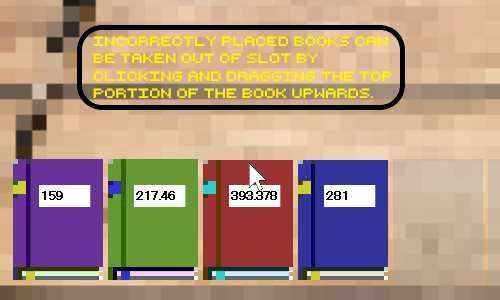 INCORRECTLY PLACED BOOKS CAN
BE TAKEN OUT OF SLOT BY
CLICKING AND DRAGGING THE TOP
PORTION OF THE BOOK UPWARDS.
159
217.46
393.378
281